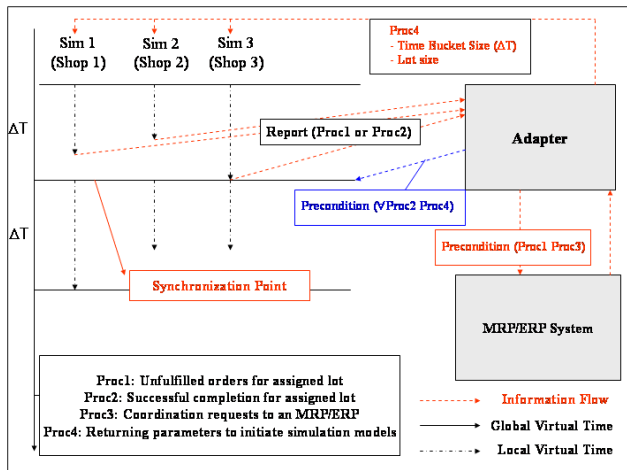 Sim 1
(Shop 1)
Sim 2
(Shop 2)
Sim 3
(Shop 3)
Proc4
- Time Bucket Size (ΔT)
- Lot size
ΔT
Report (Proc1 or Proc2)
Adapter
Precondition (∀Proc2 Proc4)
ΔT
Precondition (Proc1 Proc3)
Synchronization Point
MRP/ERP System
Proc1: Unfulfilled orders for assigned lot
Proc2: Successful completion for assigned lot
Proc3: Coordination requests to an MRP/ERP
Proc4: Returning parameters to initiate simulation models
Information Flow
Global Virtual Time
Local Virtual Time